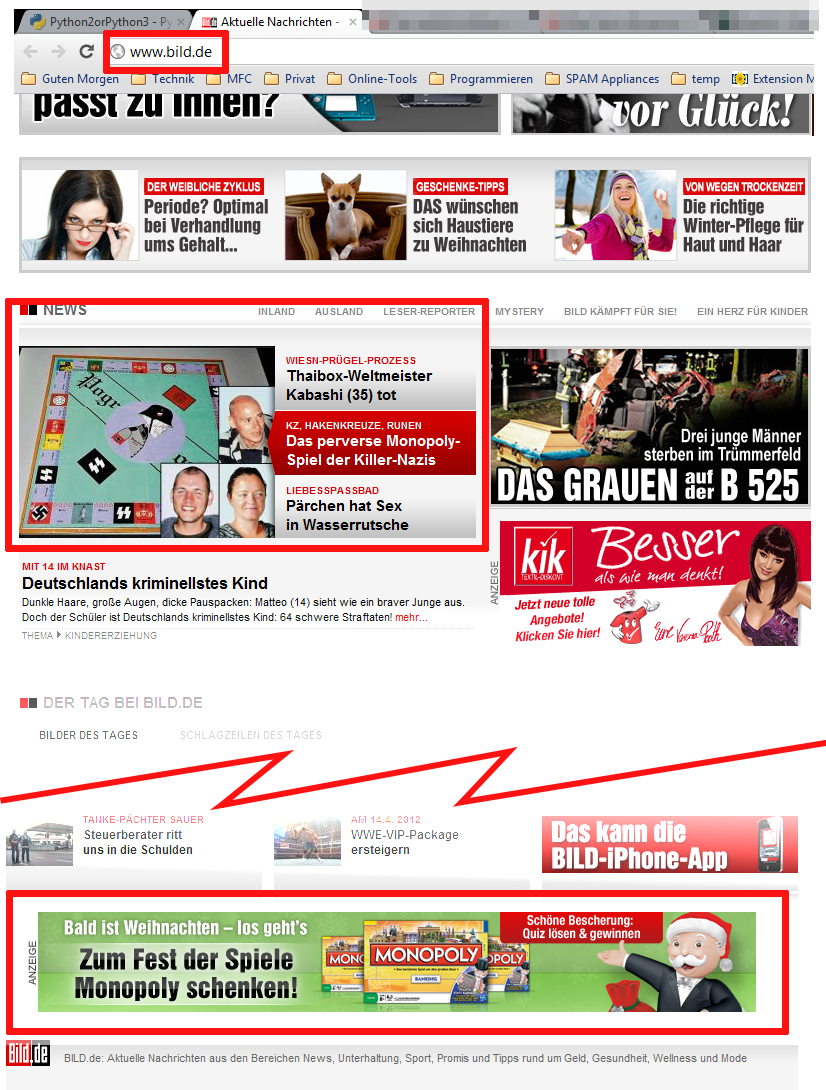 Python2orPython3 - Py
Aktuelle Nachrichten -
www.bild.de
Guten Morgen
Technik
MFC
Privat
Online-Tools
Programmieren
SPAM Appliances
temp
Extension M
passt zu Ihnen?
vor Glück!
DER WEIBLICHE ZYKLUS
Periode? Optimal
bei Verhandlung
ums Gehalt...
GESCHENKE-TIPPS
DAS wünschen
sich Haustiere
zu Weihnachten
VON WEGEN TROCKENZEIT
Die richtige
Winter-Pflege für
Haut und Haar
NEWS
INLAND
AUSLAND
LESER-REPORTER
MYSTERY
BILD KÄMPFT FÜR SIE!
EIN HERZ FÜR KINDER
Pogr
WIESN-PRÜGEL-PROZESS
Thaibox-Weltmeister
Kabashi (35) tot
KZ, HAKENKREUZE, RUNEN
Das perverse Monopoly-
Spiel der Killer-Nazis
LIEBESSPASSBAD
Pärchen hat Sex
in Wasserrutsche
Drei junge Männer
sterben im Trümmerfeld
DAS GRAUEN auf der B 525
ANZEIGE
kik
TEXTIL-DISKONT
Besser
als wie man denkt!
Jetzt neue tolle
Angebote!
Klicken Sie hier!
MIT 14 IM KNAST
Deutschlands kriminellstes Kind
Dunkle Haare, große Augen, dicke Pauspacken: Matteo (14) sieht wie ein braver Junge aus.
Doch der Schüler ist Deutschlands kriminellstes Kind: 64 schwere Straftaten! mehr...
THEMA KINDERERZIEHUNG
DER TAG BEI BILD.DE
BILDER DES TAGES
SCHLAGZEILEN DES TAGES
TANKE-PÄCHTER SAUER
Steuerberater ritt
uns in die Schulden
AM 14.4. 2012
WWE-VIP-Package
ersteigern
Das kann die
BILD-iPhone-App
ANZEIGE
Bald ist Weihnachten – los geht's
Zum Fest der Spiele
Monopoly schenken!
MONOPOLY
BANKING
Schöne Bescherung:
Quiz lösen & gewinnen
Bild.de
BILD.de: Aktuelle Nachrichten aus den Bereichen News, Unterhaltung, Sport, Promis und Tipps rund um Geld, Gesundheit, Wellness und Mode